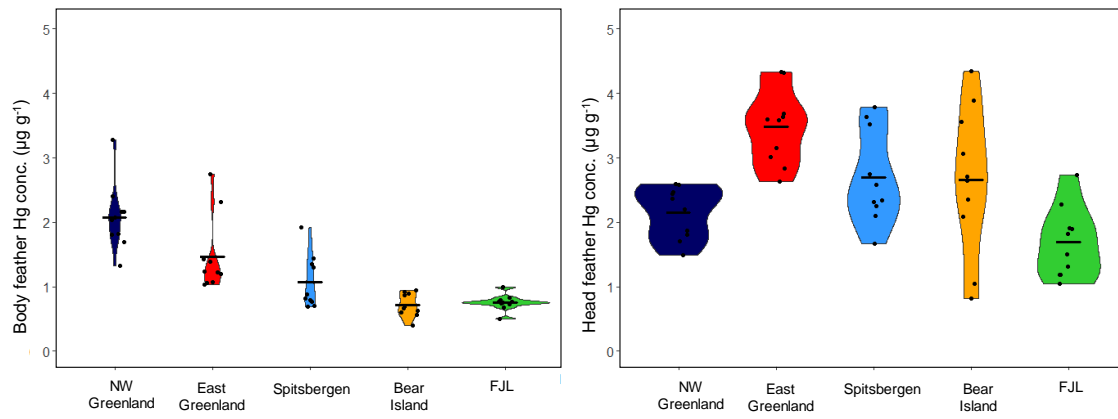 Body feather Hg conc. (µg g⁻¹)
5
4
3
2
1
0
NW
Greenland
East
Greenland
Spitsbergen
Bear
Island
FJL
Head feather Hg conc. (µg g⁻¹)
5
4
3
2
1
0
NW
Greenland
East
Greenland
Spitsbergen
Bear
Island
FJL